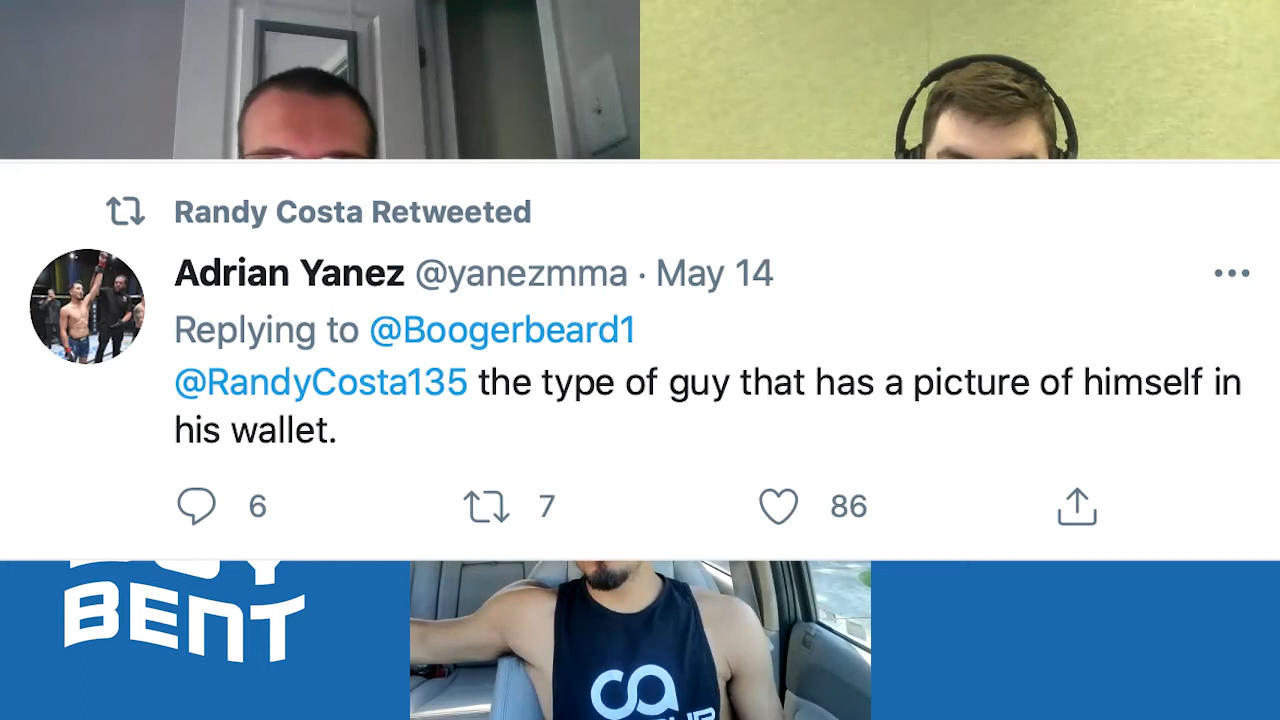 Randy Costa Retweeted
Adrian Yanez @yanezmma · May 14
Replying to @Boogerbeard1
@RandyCosta135 the type of guy that has a picture of himself in
his wallet.
6 7 86
BENT